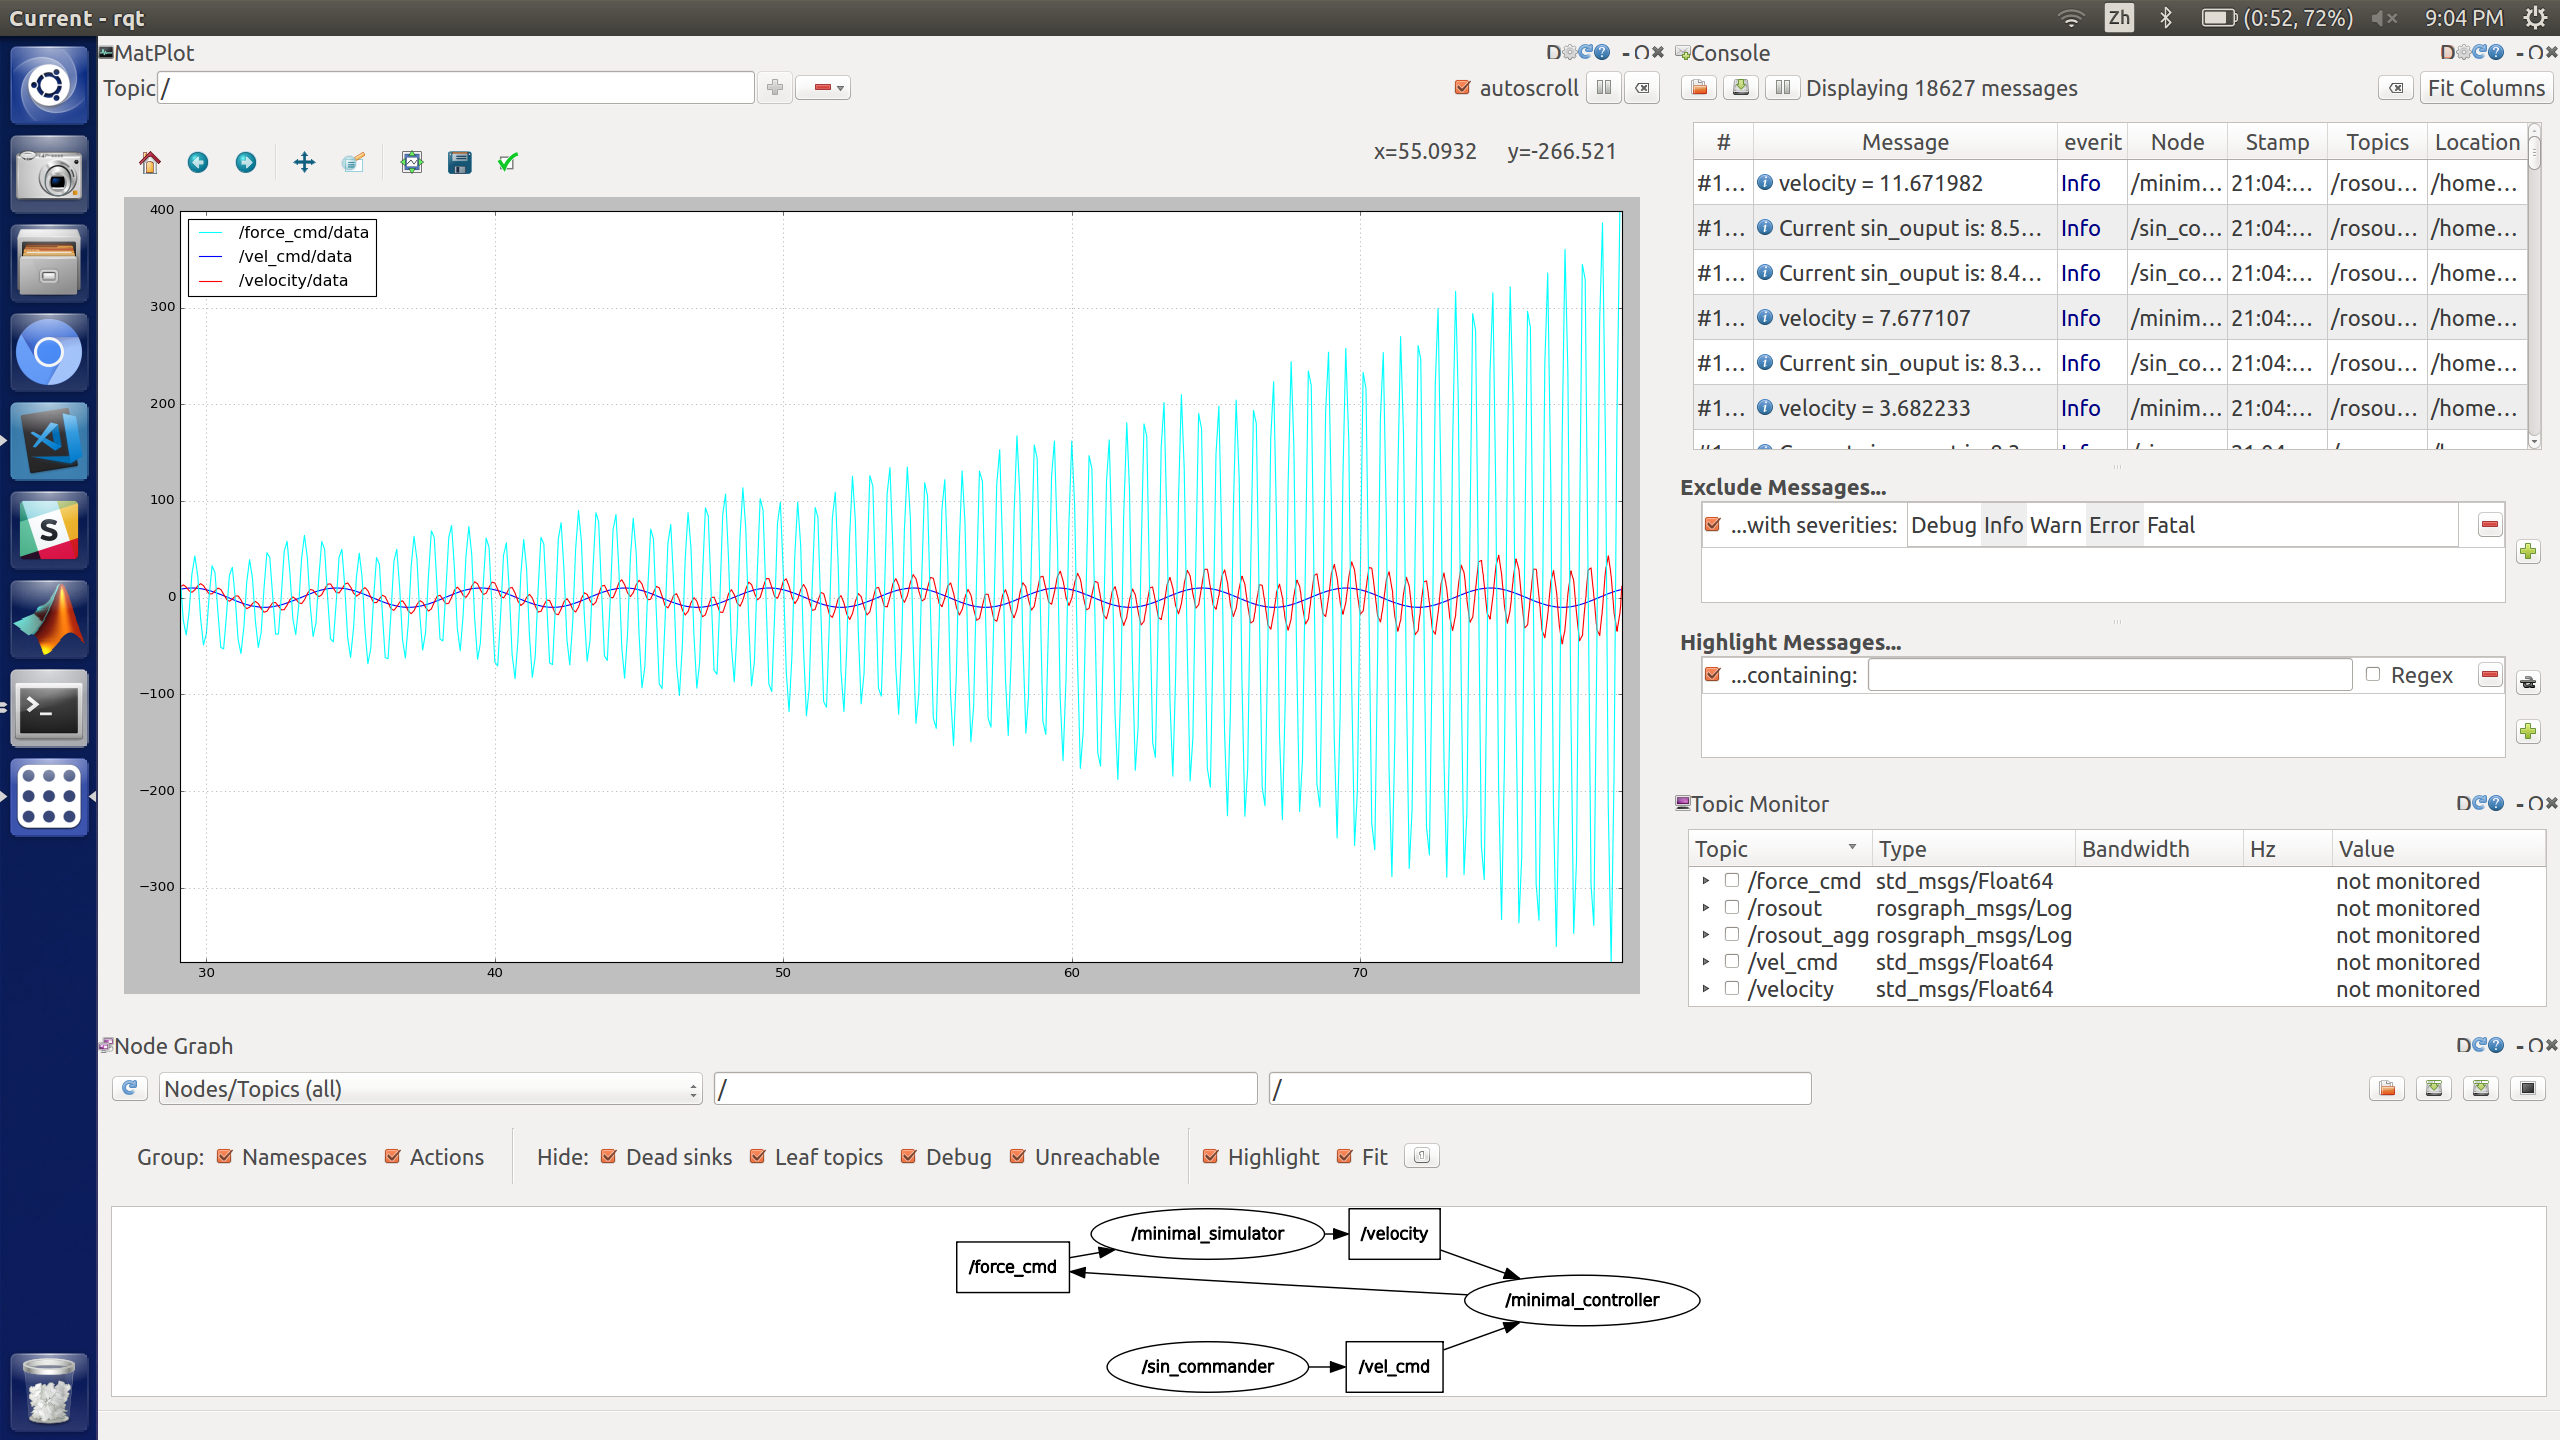 Current - rqt
Zh
(0:52, 72%)
9:04 PM
MatPlot
Topic /
autoscroll
x=55.0932 y=-266.521
400
300
200
100
0
−100
−200
−300
30 40 50 60 70
/force_cmd/data
/vel_cmd/data
/velocity/data
Console
Displaying 18627 messages
Fit Columns
# Message everit Node Stamp Topics Location
#1... velocity = 11.671982 Info /minim... 21:04:... /rosou... /home...
#1... Current sin_ouput is: 8.5... Info /sin_co... 21:04:... /rosou... /home...
#1... Current sin_ouput is: 8.4... Info /sin_co... 21:04:... /rosou... /home...
#1... velocity = 7.677107 Info /minim... 21:04:... /rosou... /home...
#1... Current sin_ouput is: 8.3... Info /sin_co... 21:04:... /rosou... /home...
#1... velocity = 3.682233 Info /minim... 21:04:... /rosou... /home...
Exclude Messages...
...with severities: Debug Info Warn Error Fatal
Highlight Messages...
...containing: Regex
Topic Monitor
Topic Type Bandwidth Hz Value
/force_cmd std_msgs/Float64 not monitored
/rosout rosgraph_msgs/Log not monitored
/rosout_agg rosgraph_msgs/Log not monitored
/vel_cmd std_msgs/Float64 not monitored
/velocity std_msgs/Float64 not monitored
Node Graph
Nodes/Topics (all) / /
Group: Namespaces Actions Hide: Dead sinks Leaf topics Debug Unreachable Highlight Fit
/minimal_simulator
/velocity
/force_cmd
/minimal_controller
/sin_commander
/vel_cmd